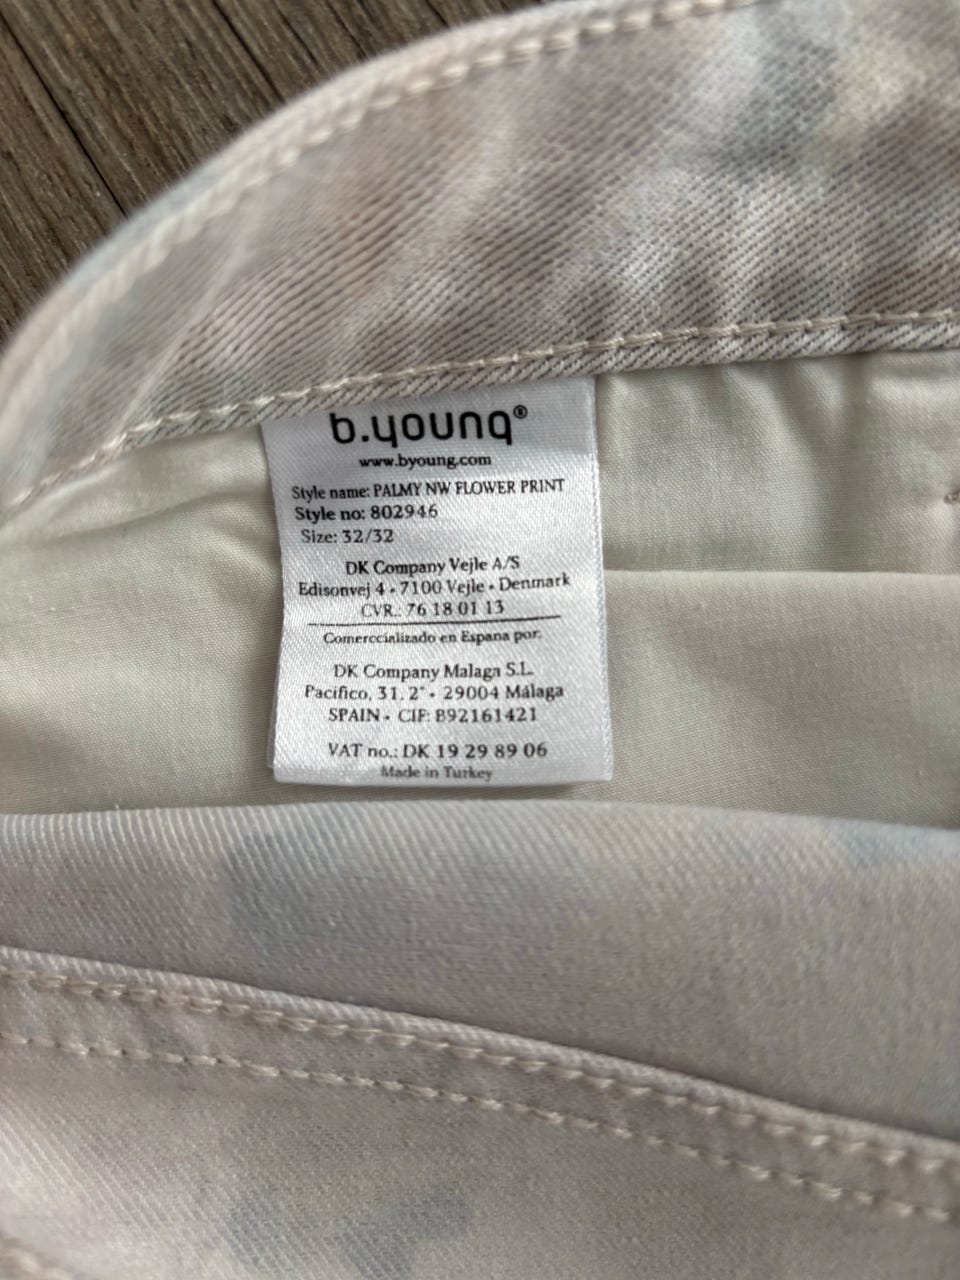 b.young®
www.byoung.com
Style name: PALMY NW FLOWER PRINT
Style no: 802946
Size: 32/32
DK Company Vejle A/S
Edisonvej 4 - 7100 Vejle - Denmark
CVR.: 76 18 01 13
Comerccializado en Espana por:
DK Company Malaga S.L.
Pacifico, 31, 2° - 29004 Málaga
SPAIN - CIF: B92161421
VAT no.: DK 19 29 89 06
Made in Turkey